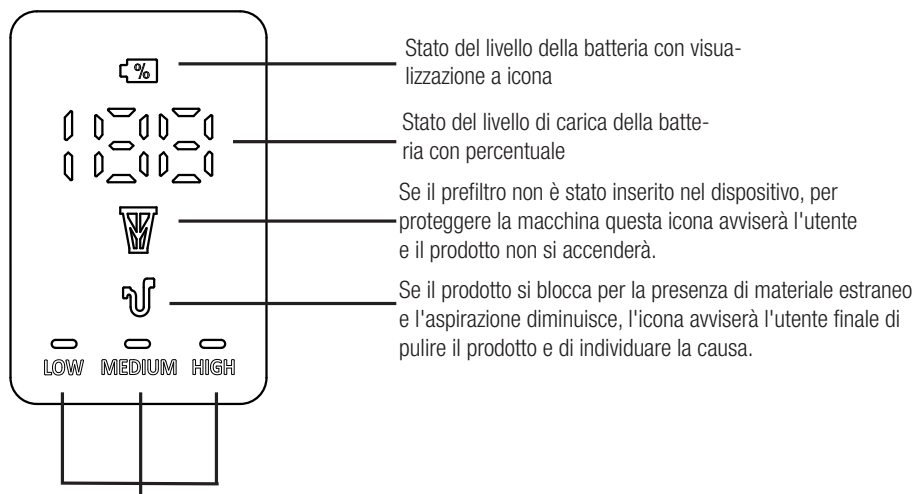 %
Stato del livello della batteria con visua-
lizzazione a icona
188
Stato del livello di carica della batte-
ria con percentuale
Se il prefiltro non è stato inserito nel dispositivo, per
proteggere la macchina questa icona avviserà l'utente
e il prodotto non si accenderà.
Se il prodotto si blocca per la presenza di materiale estraneo
e l'aspirazione diminuisce, l'icona avviserà l'utente finale di
pulire il prodotto e di individuare la causa.
LOW MEDIUM HIGH